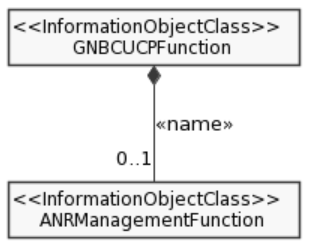 <<InformationObjectClass>>
GNBCUCPFunction
«name»
0..1
<<InformationObjectClass>>
ANRManagementFunction